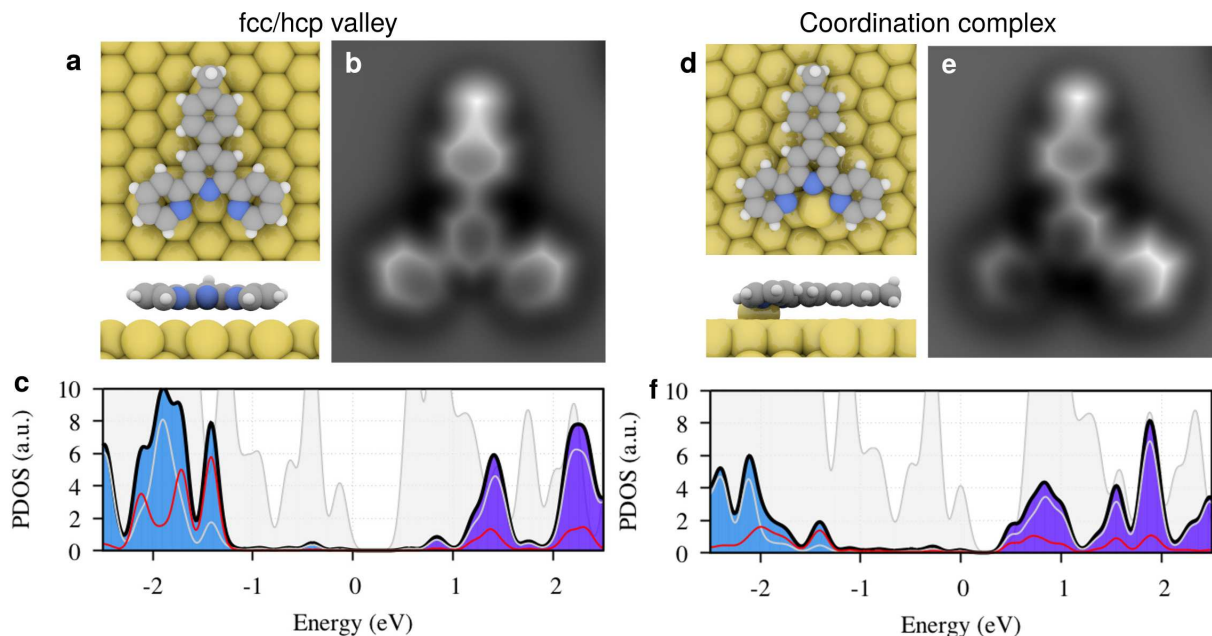 fcc/hcp valley
Coordination complex
a
b
d
e
c
PDOS (a.u.)
10
8
6
4
2
0
-2
-1
0
1
2
Energy (eV)
f
PDOS (a.u.)
10
8
6
4
2
0
-2
-1
0
1
2
Energy (eV)